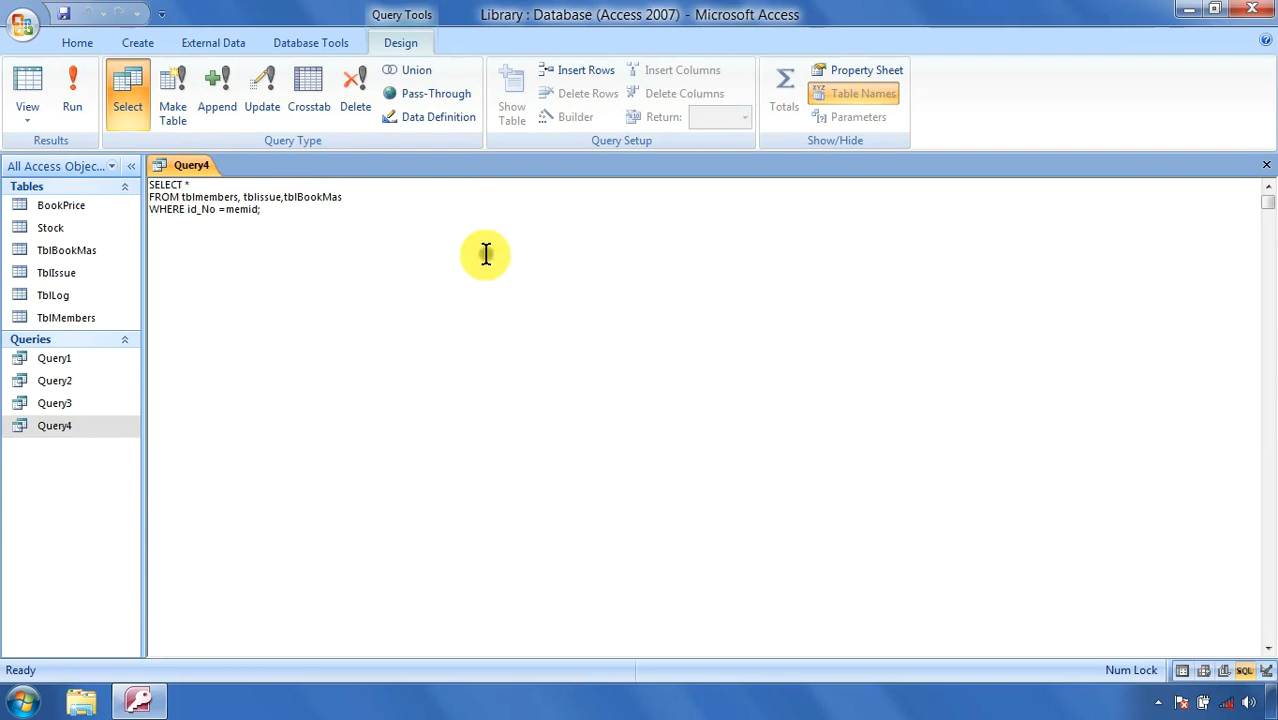 Query Tools
Library : Database (Access 2007) - Microsoft Access
Home Create External Data Database Tools Design
View
Run
Results
Select
Make Table
Append
Update
Crosstab
Delete
Union
Pass-Through
Data Definition
Query Type
Show Table
Insert Rows
Delete Rows
Builder
Insert Columns
Delete Columns
Return:
Query Setup
Totals
Property Sheet
Table Names
Parameters
Show/Hide
All Access Objec...
Query4
Tables
BookPrice
Stock
TblBookMas
TblIssue
TblLog
TblMembers
Queries
Query1
Query2
Query3
Query4
SELECT *
FROM tblmembers, tblissue,tblBookMas
WHERE id_No =memid;
Ready
Num Lock
SQL